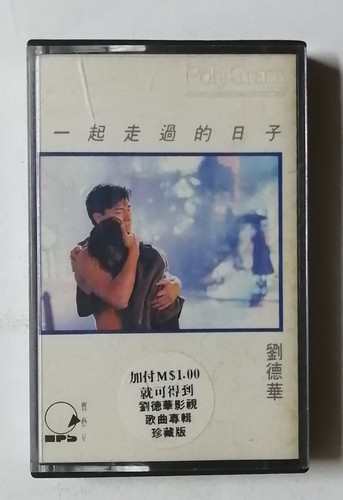 PolyGram
一起走過的日子
劉德華
加付M$1.00
就可得到
劉德華影視
歌曲專輯
珍藏版